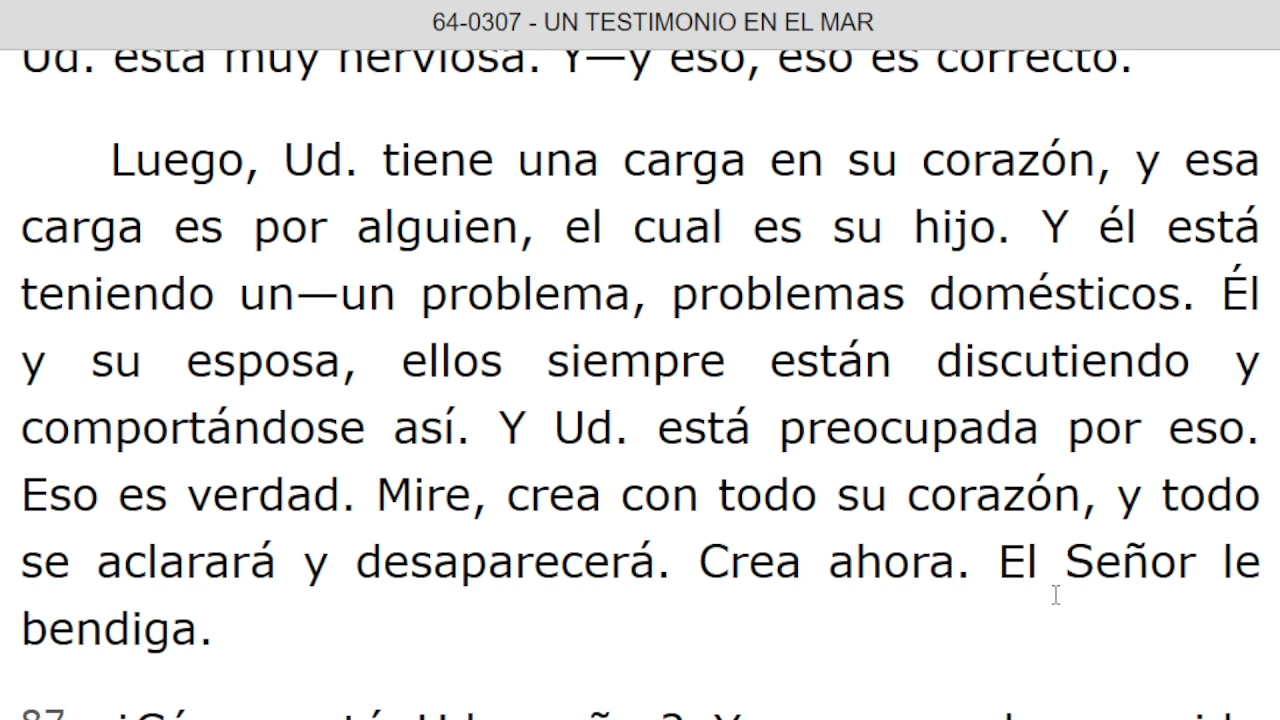 64-0307 - UN TESTIMONIO EN EL MAR
Ud. está muy nerviosa. Y—y eso, eso es correcto.
Luego, Ud. tiene una carga en su corazón, y esa
carga es por alguien, el cual es su hijo. Y él está
teniendo un—un problema, problemas domésticos. Él
y su esposa, ellos siempre están discutiendo y
comportándose así. Y Ud. está preocupada por eso.
Eso es verdad. Mire, crea con todo su corazón, y todo
se aclarará y desaparecerá. Crea ahora. El Señor le
bendiga.
87